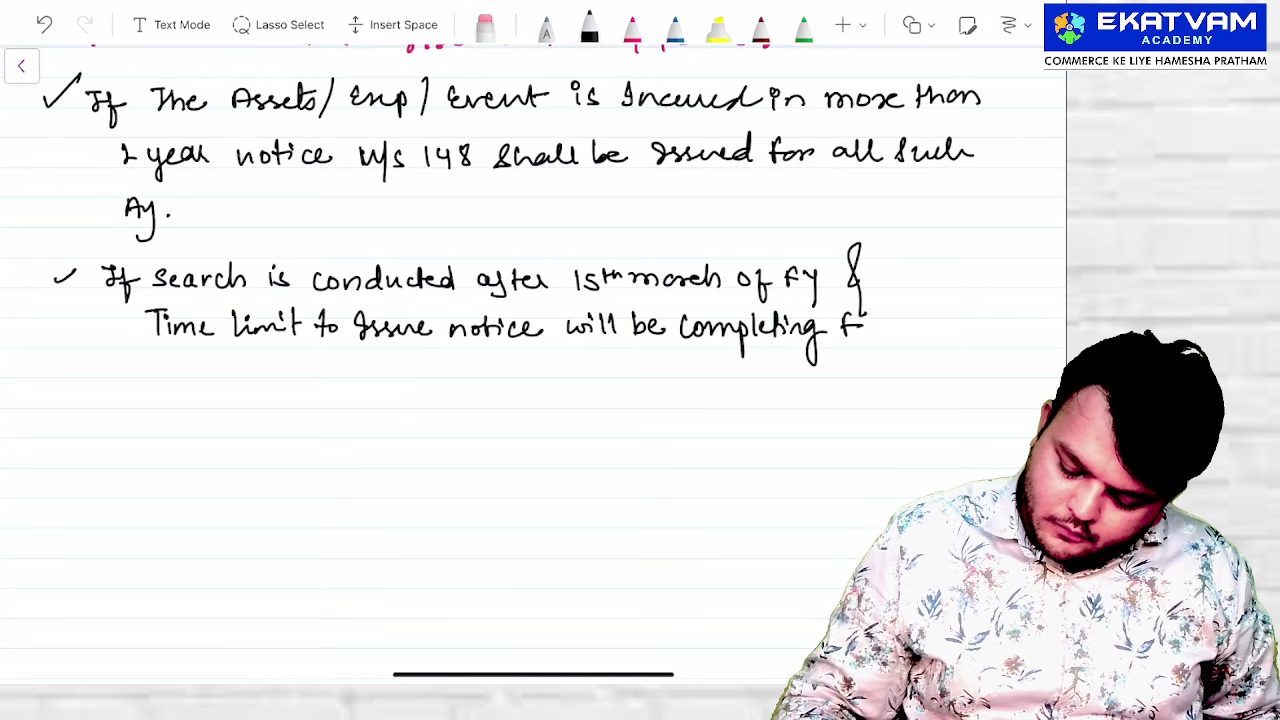 Text Mode
Lasso Select
Insert Space
EKATVAM
ACADEMY
COMMERCE KE LIYE HAMESHA PRATHAM
If The Assets/ Exp / Event is Incured in more than
1 year notice u/s 148 Shall be Issued for all Such
Ay.
If search is conducted after 15th march of FY &
Time limit to Issue notice will be completing F